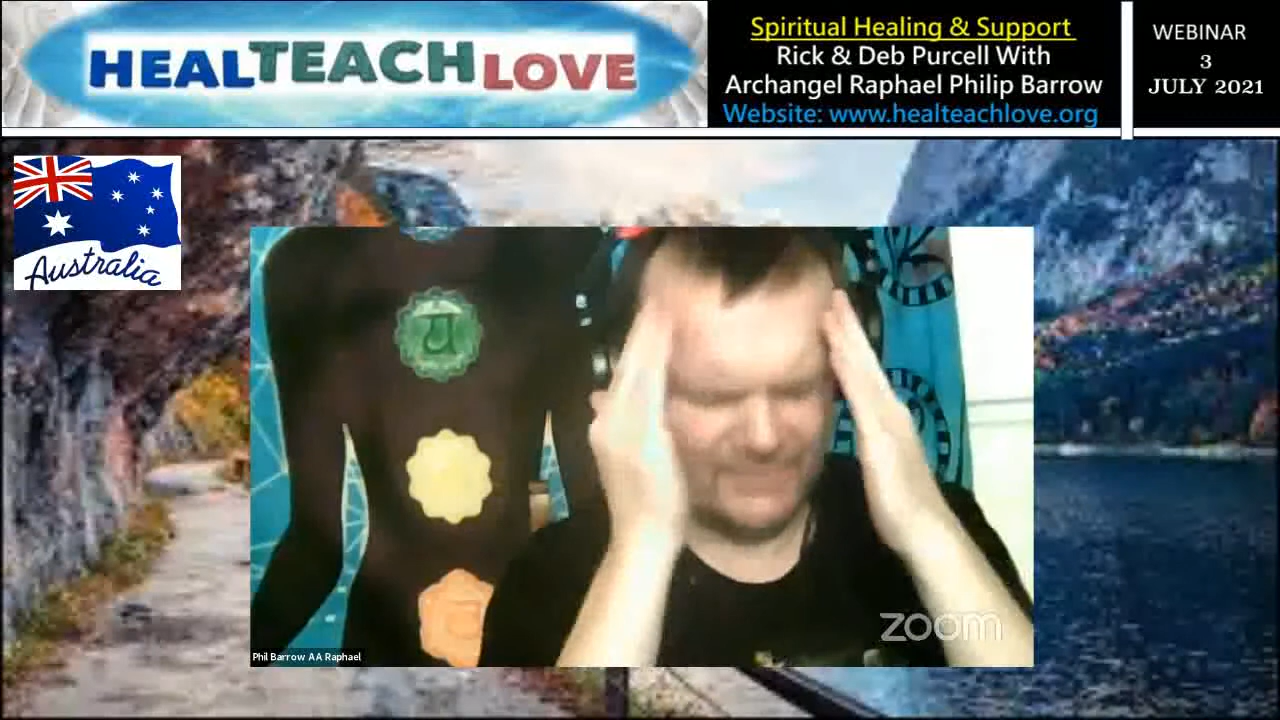 HEALTEACHLOVE
Spiritual Healing & Support
Rick & Deb Purcell With
Archangel Raphael Philip Barrow
Website: www.healteachlove.org
WEBINAR
3
JULY 2021
Australia
यं
zoom
Phil Barrow AA Raphael